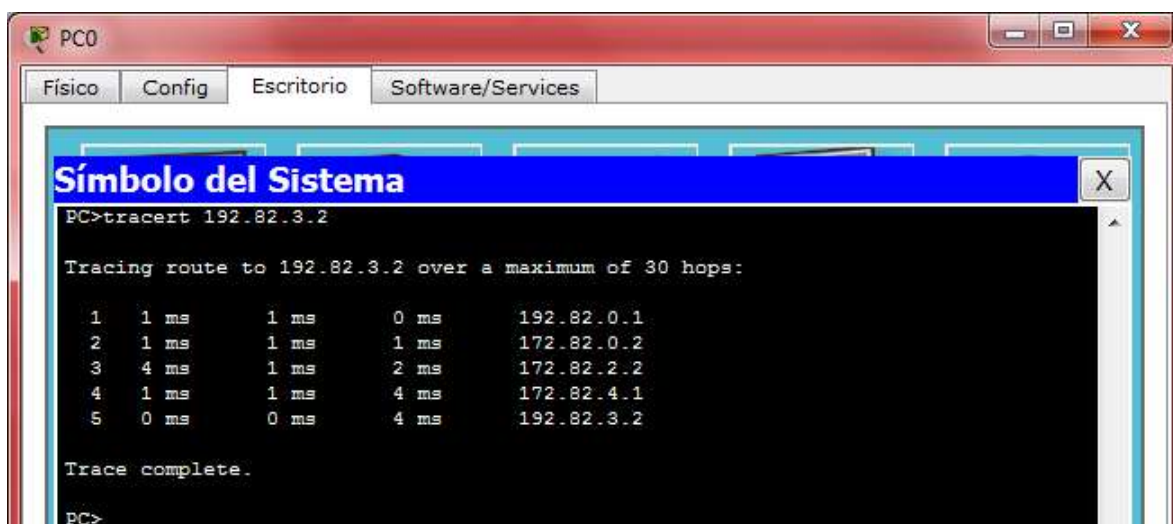 PC0
Físico Config Escritorio Software/Services
Símbolo del Sistema X
PC>tracert 192.82.3.2
Tracing route to 192.82.3.2 over a maximum of 30 hops:
1 1 ms 1 ms 0 ms 192.82.0.1
2 1 ms 1 ms 1 ms 172.82.0.2
3 4 ms 1 ms 2 ms 172.82.2.2
4 1 ms 1 ms 4 ms 172.82.4.1
5 0 ms 0 ms 4 ms 192.82.3.2
Trace complete.
PC>